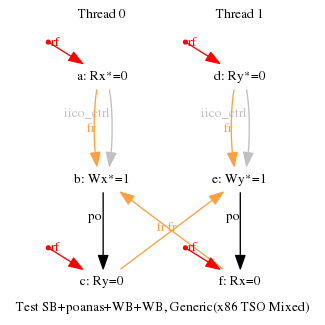 Thread 0 Thread 1
rf rf
a: Rx*=0 d: Ry*=0
iico_ctrl iico_ctrl
fr fr
b: Wx*=1 e: Wy*=1
po po
fr fr
rf rf
c: Ry=0 f: Rx=0
Test SB+poanas+WB+WB, Generic(x86 TSO Mixed)